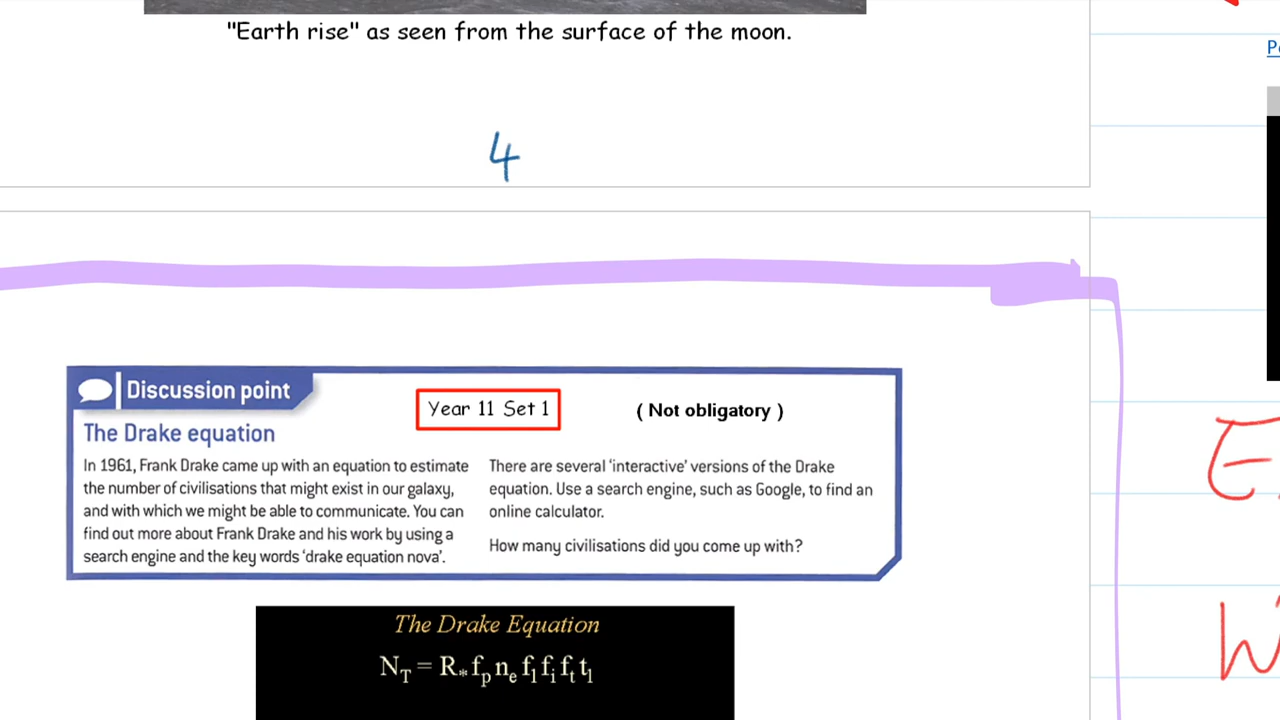 "Earth rise" as seen from the surface of the moon.
4
Discussion point
Year 11 Set 1
( Not obligatory )
The Drake equation
In 1961, Frank Drake came up with an equation to estimate
the number of civilisations that might exist in our galaxy,
and with which we might be able to communicate. You can
find out more about Frank Drake and his work by using a
search engine and the key words ‘drake equation nova’.
There are several ‘interactive’ versions of the Drake
equation. Use a search engine, such as Google, to find an
online calculator.
How many civilisations did you come up with?
The Drake Equation
N_T = R_* f_p n_e f_l f_i f_t t_l